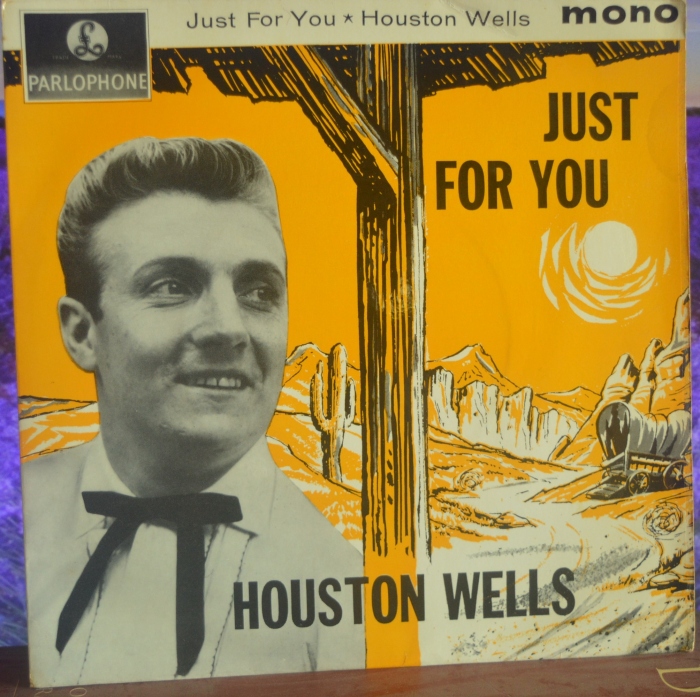 Just For You ★ Houston Wells
mono
£
PARLOPHONE
JUST
FOR YOU
HOUSTON WELLS